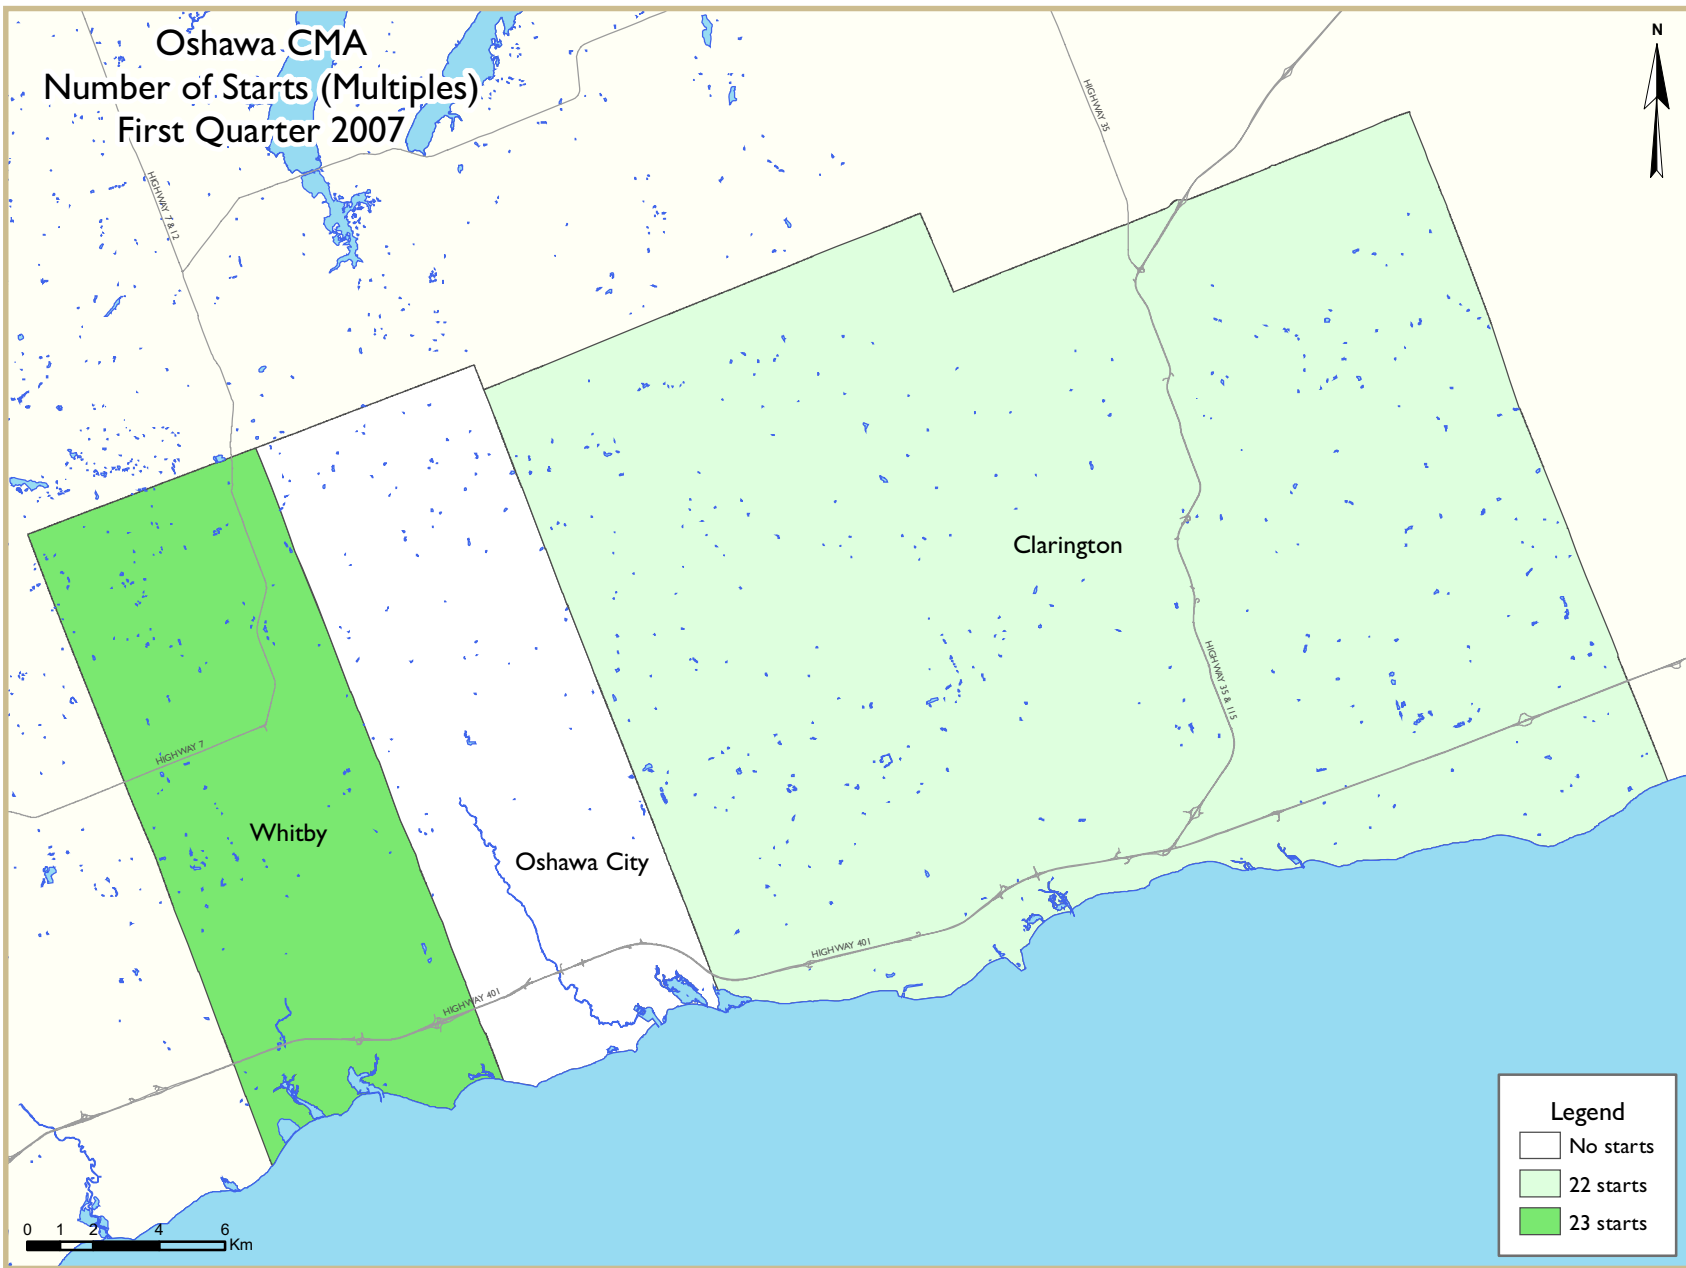 Oshawa CMA
Number of Starts (Multiples)
First Quarter 2007
N
HIGHWAY 35
HIGHWAY 7 & 12
Clarington
HIGHWAY 35 & 115
HIGHWAY 7
Whitby
Oshawa City
HIGHWAY 401
HIGHWAY 401
Legend
No starts
22 starts
23 starts
0 1 2 4 6
Km